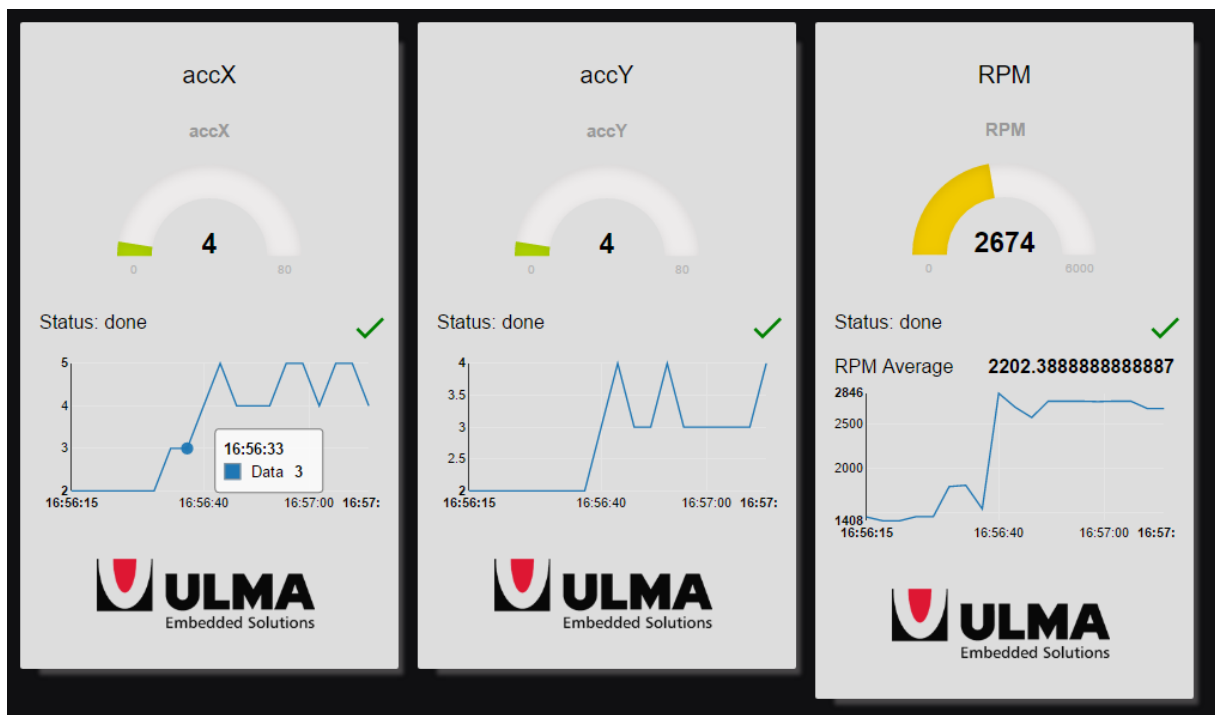 accX
accX
4
0 80
Status: done
5
4
3
2
16:56:33
Data 3
16:56:15 16:56:40 16:57:00 16:57:
ULMA
Embedded Solutions
accY
accY
4
0 80
Status: done
4
3.5
3
2.5
2
16:56:15 16:56:40 16:57:00 16:57:
ULMA
Embedded Solutions
RPM
RPM
2674
0 6000
Status: done
RPM Average 2202.3888888888887
2846
2500
2000
1408
16:56:15 16:56:40 16:57:00 16:57:
ULMA
Embedded Solutions